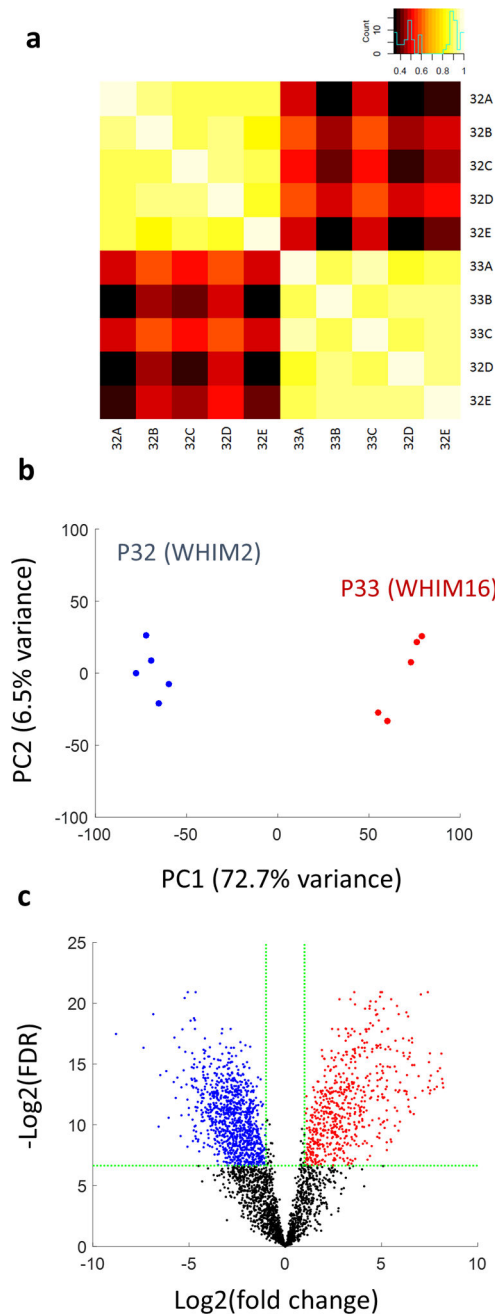 a
Count
0 10
0.4 0.6 0.8 1
32A
32B
32C
32D
32E
33A
33B
33C
32D
32E
32A 32B 32C 32D 32E 33A 33B 33C 32D 32E
b
100
P32 (WHIM2)
P33 (WHIM16)
50
0
-50
-100
PC2 (6.5% variance)
-100 -50 0 50 100
PC1 (72.7% variance)
c
25
20
15
10
5
0
-Log2(FDR)
-10 -5 0 5 10
Log2(fold change)